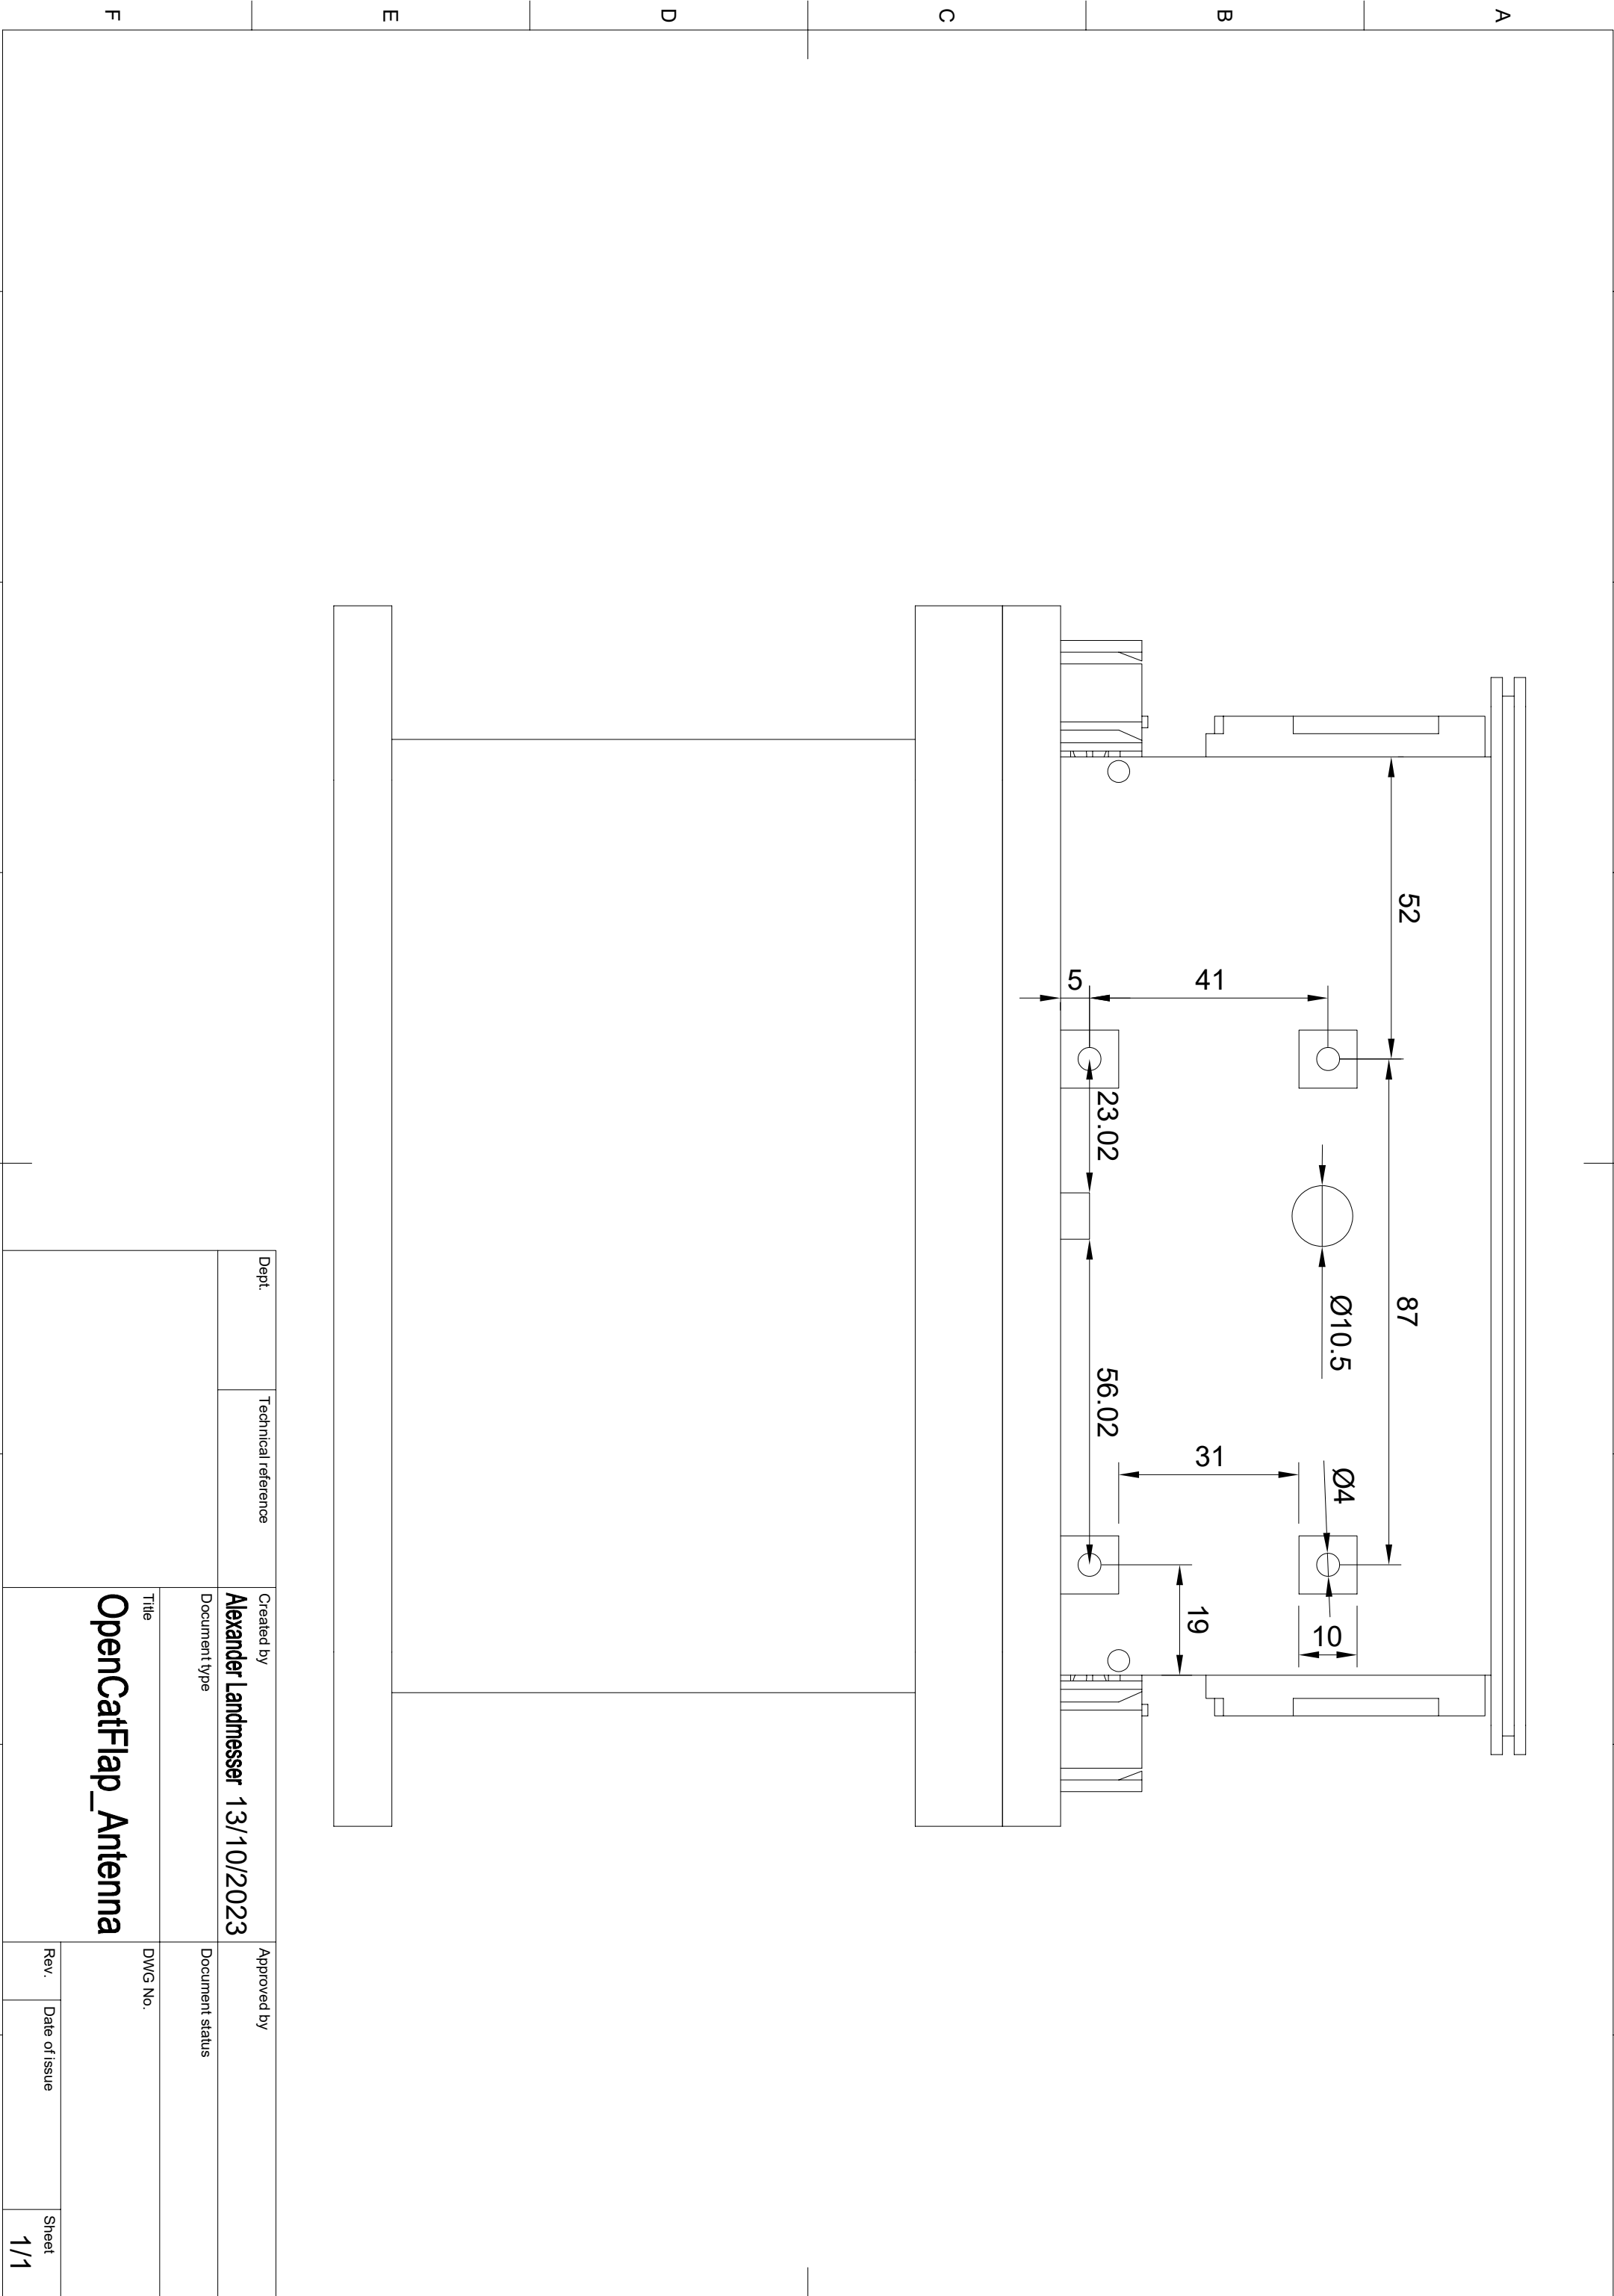 A
B
C
D
E
F
52
87
Ø10.5
Ø4
10
41
5
31
19
23.02
56.02
Dept.
Technical reference
Created by
Alexander Landmesser 13/10/2023
Approved by
Document type
Document status
Title
OpenCatFlap_Antenna
DWG No.
Rev.
Date of issue
Sheet
1/1